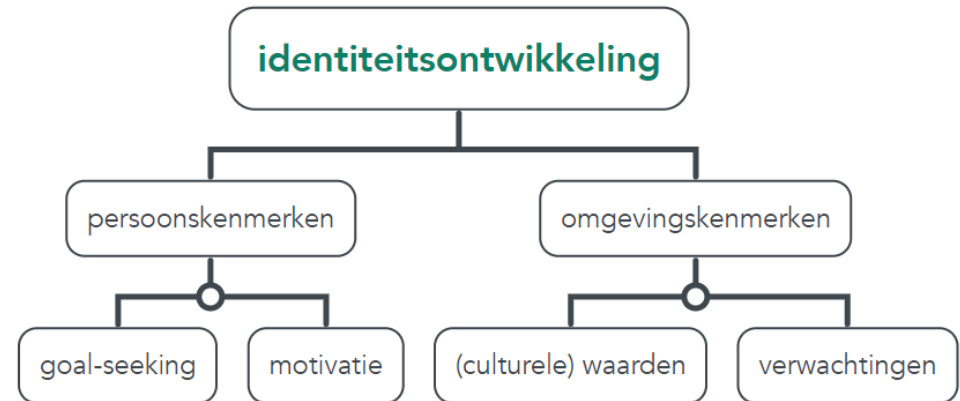 identiteitsontwikkeling
persoonskenmerken
omgevingskenmerken
goal-seeking
motivatie
(culturele) waarden
verwachtingen